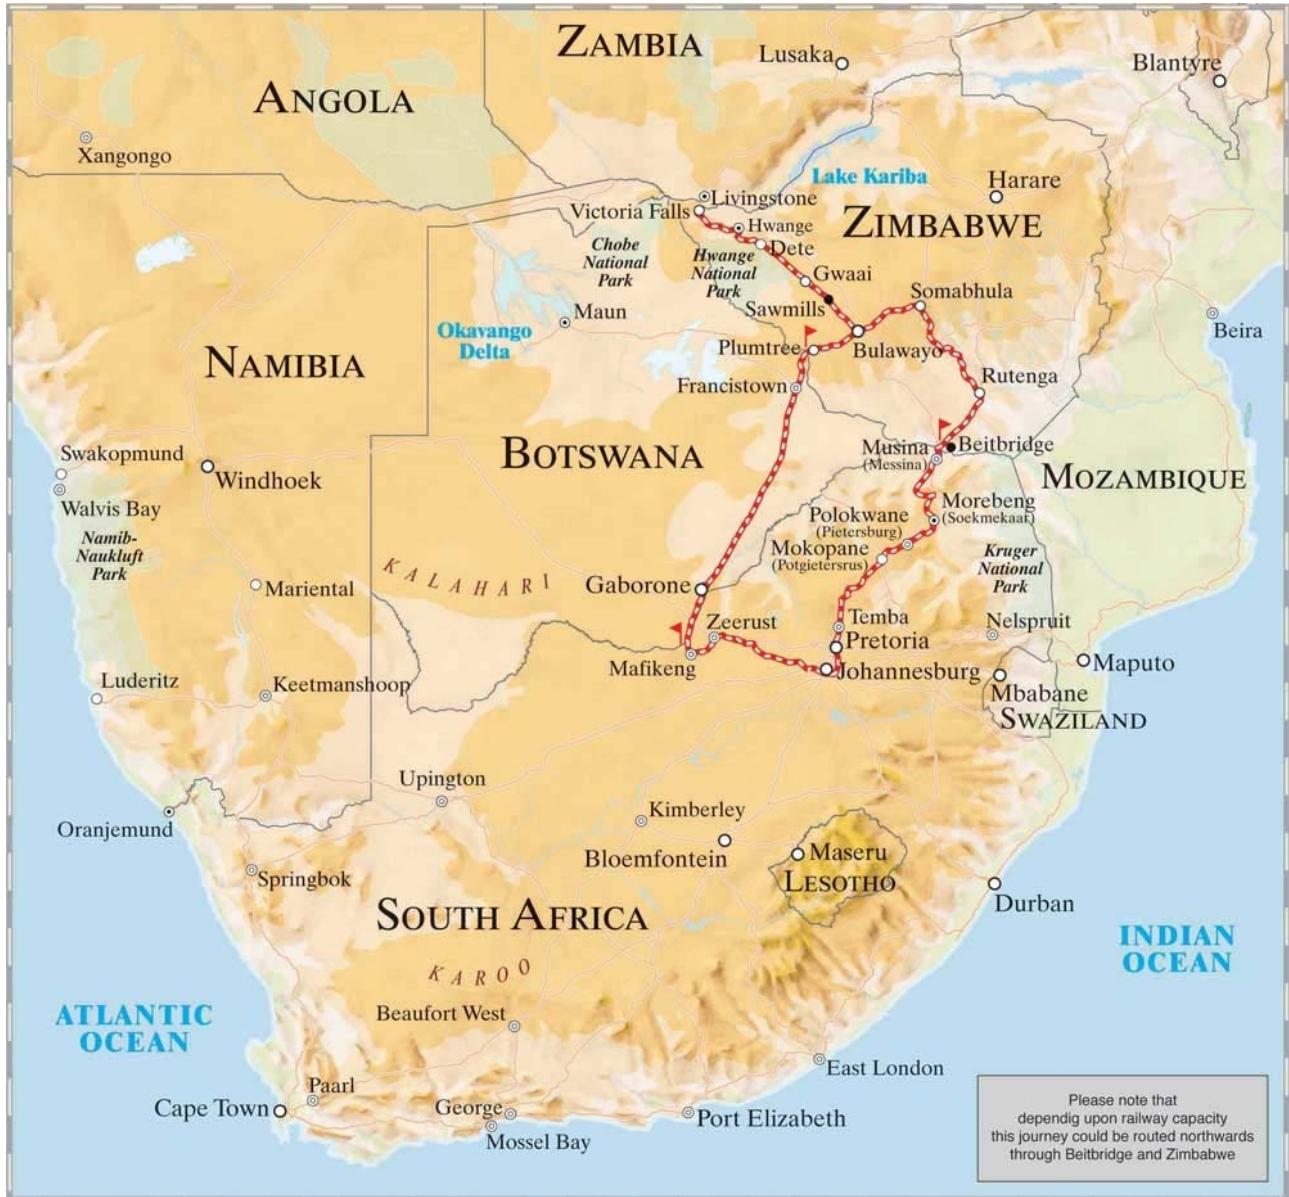 ZAMBIA
Lusaka
Blantyre
ANGOLA
Xangongo
Lake Kariba
Harare
Livingstone
Victoria Falls
ZIMBABWE
Hwange
Chobe
National
Park
Dete
Hwange
National
Park
Gwaai
Somabhula
Sawmills
Maun
Beira
Okavango
Delta
Plumtree
Bulawayo
NAMIBIA
Francistown
Rutenga
BOTSWANA
Swakopmund
Windhoek
Musina
(Messina)
Beitbridge
MOZAMBIQUE
Walvis Bay
Namib-
Naukluft
Park
Polokwane
(Pietersburg)
Morebeng
(Soekmekaar)
Mokopane
(Potgietersrus)
Kruger
National
Park
KALAHARI
Mariental
Gaborone
Zeerust
Temba
Nelspruit
Pretoria
Mafikeng
Johannesburg
Maputo
Luderitz
Keetmanshoop
Mbabane
SWAZILAND
Upington
Kimberley
Oranjemund
Bloemfontein
Maseru
LESOTHO
Springbok
Durban
SOUTH AFRICA
INDIAN
OCEAN
KAROO
ATLANTIC
OCEAN
Beaufort West
East London
Paarl
Cape Town
George
Port Elizabeth
Mossel Bay
Please note that
dependig upon railway capacity
this journey could be routed northwards
through Beitbridge and Zimbabwe